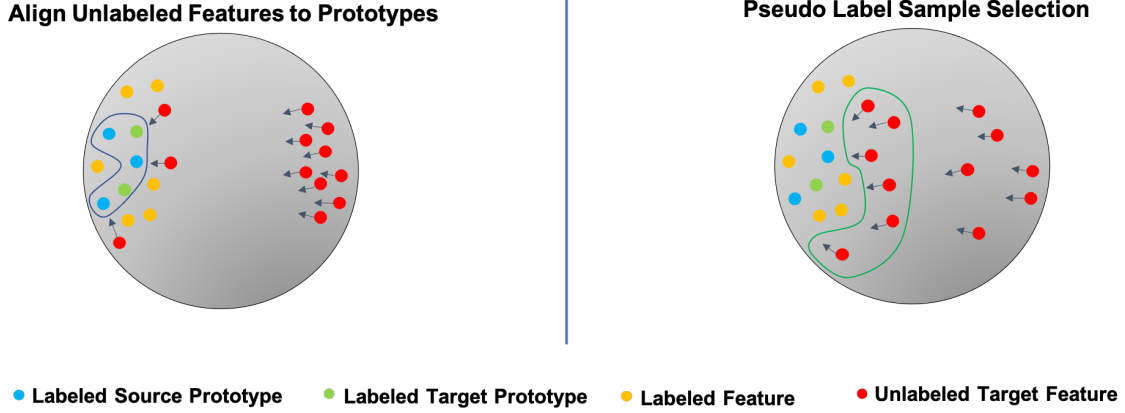 Align Unlabeled Features to Prototypes
Pseudo Label Sample Selection
Labeled Source Prototype
Labeled Target Prototype
Labeled Feature
Unlabeled Target Feature